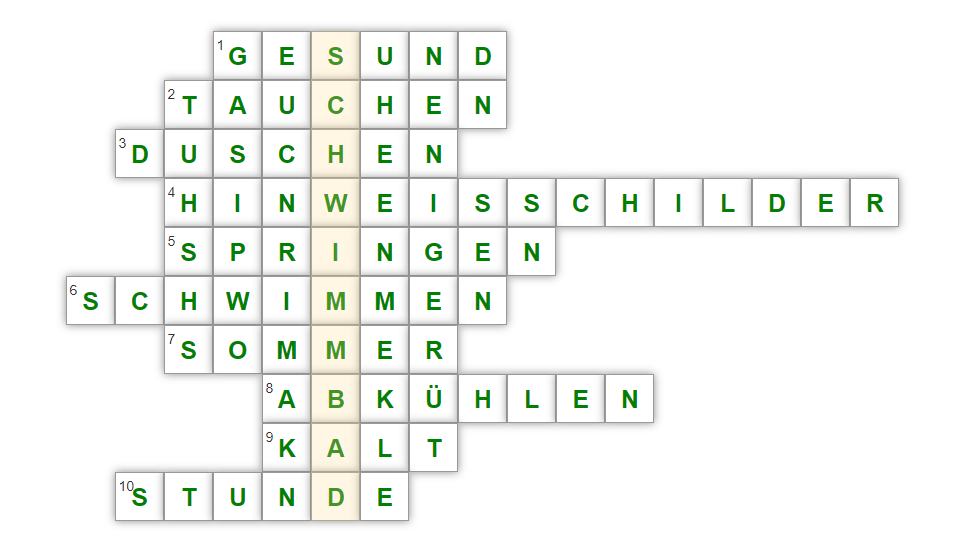 1 GESUND
2 TAUCHEN
3 DUSCHEN
4 HINWEISSCHILDER
5 SPRINGEN
6 SCHWIMMEN
7 SOMMER
8 ABKÜHLEN
9 KALT
10 STUNDE